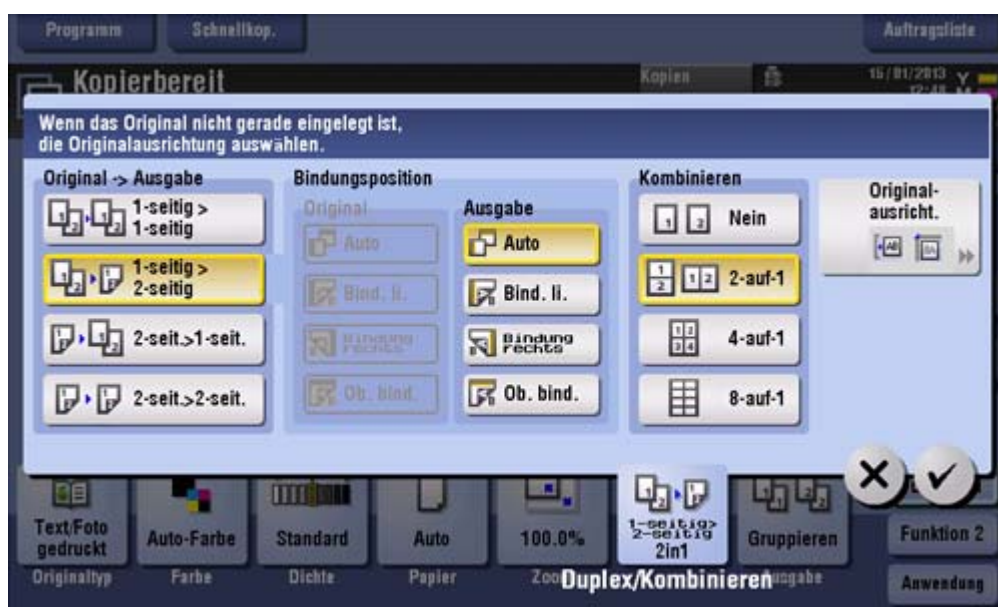 Programm
Schnellkop.
Auftragsliste
Kopierbereit
Kopien
Wenn das Original nicht gerade eingelegt ist,
die Originalausrichtung auswählen.
Original -> Ausgabe
1-seitig >
1-seitig
1-seitig >
2-seitig
2-seit.>1-seit.
2-seit.>2-seit.
Bindungsposition
Original
Auto
Bind. li.
Bindung
rechts
Ob. bind.
Ausgabe
Auto
Bind. li.
Bindung
rechts
Ob. bind.
Kombinieren
Nein
2-auf-1
4-auf-1
8-auf-1
Original-
ausricht.
Text/Foto
gedruckt
Auto-Farbe
Standard
Auto
100.0%
1-seitig>
2-seitig
2in1
Gruppieren
Funktion 2
Originaltyp
Farbe
Dichte
Papier
Duplex/Kombinieren
Anwendung